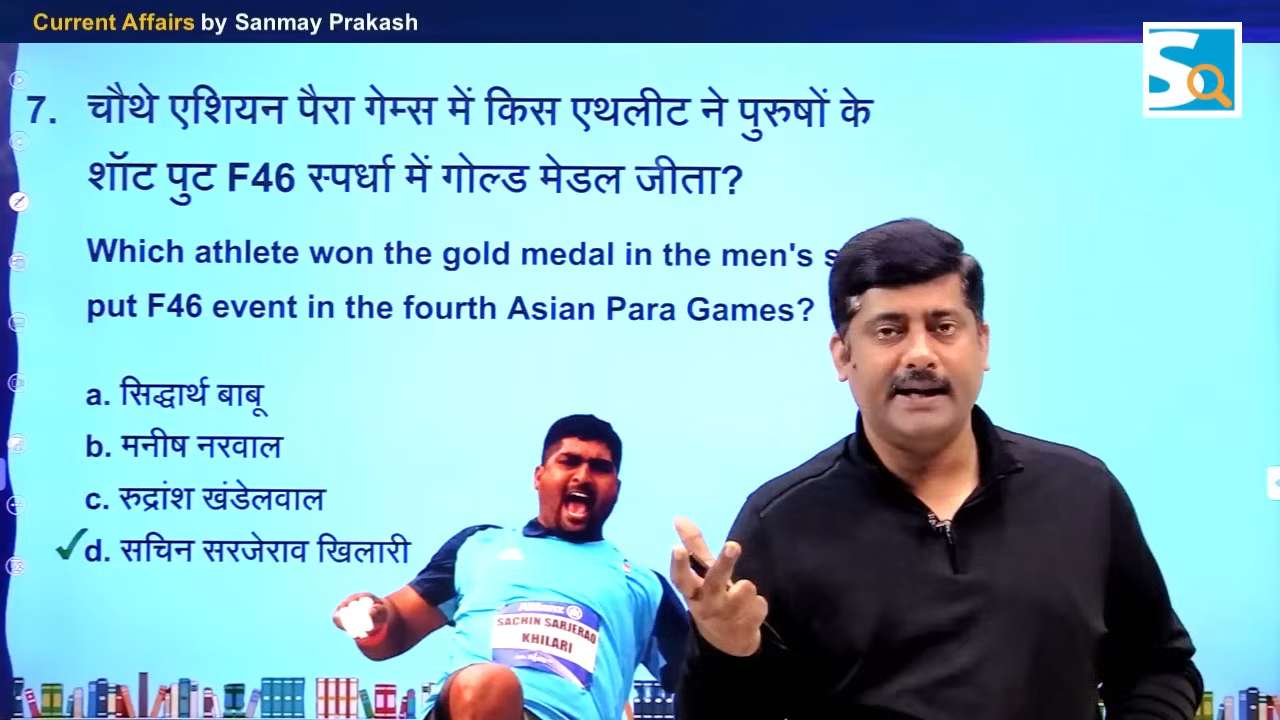 Current Affairs by Sanmay Prakash
7. चौथे एशियन पैरा गेम्स में किस एथलीट ने पुरुषों के
शॉट पुट F46 स्पर्धा में गोल्ड मेडल जीता?
Which athlete won the gold medal in the men's s
put F46 event in the fourth Asian Para Games?
a. सिद्धार्थ बाबू
b. मनीष नरवाल
c. रुद्रांश खंडेलवाल
d. सचिन सरजेराव खिलारी
Allianz
SACHIN SARJERAO
KHILARI